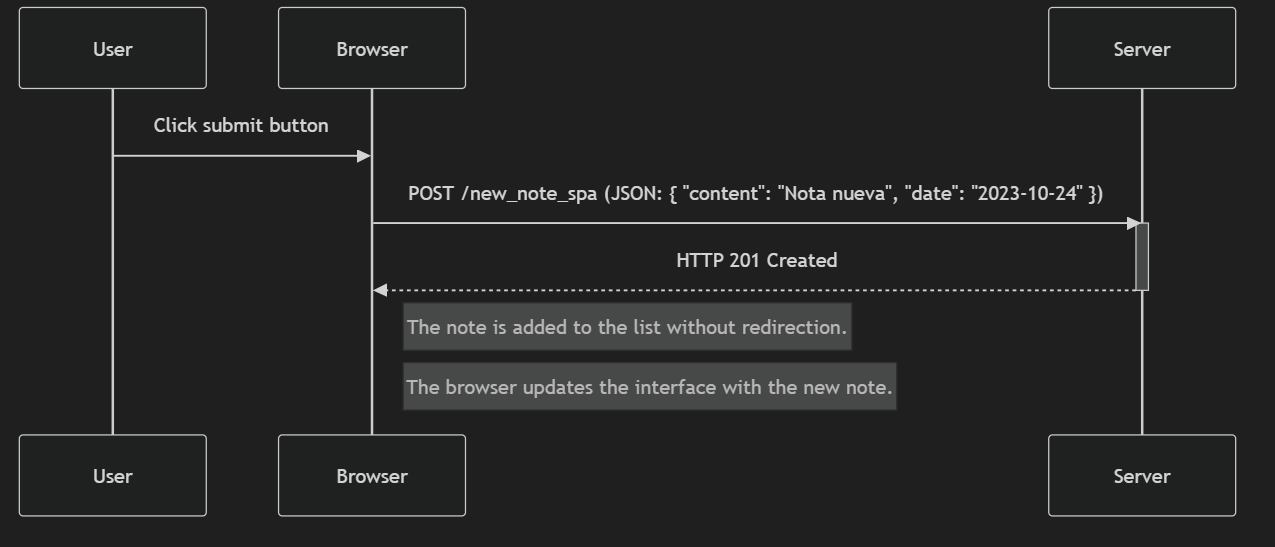 User
Browser
Server
Click submit button
POST /new_note_spa (JSON: { "content": "Nota nueva", "date": "2023-10-24" })
HTTP 201 Created
The note is added to the list without redirection.
The browser updates the interface with the new note.
User
Browser
Server